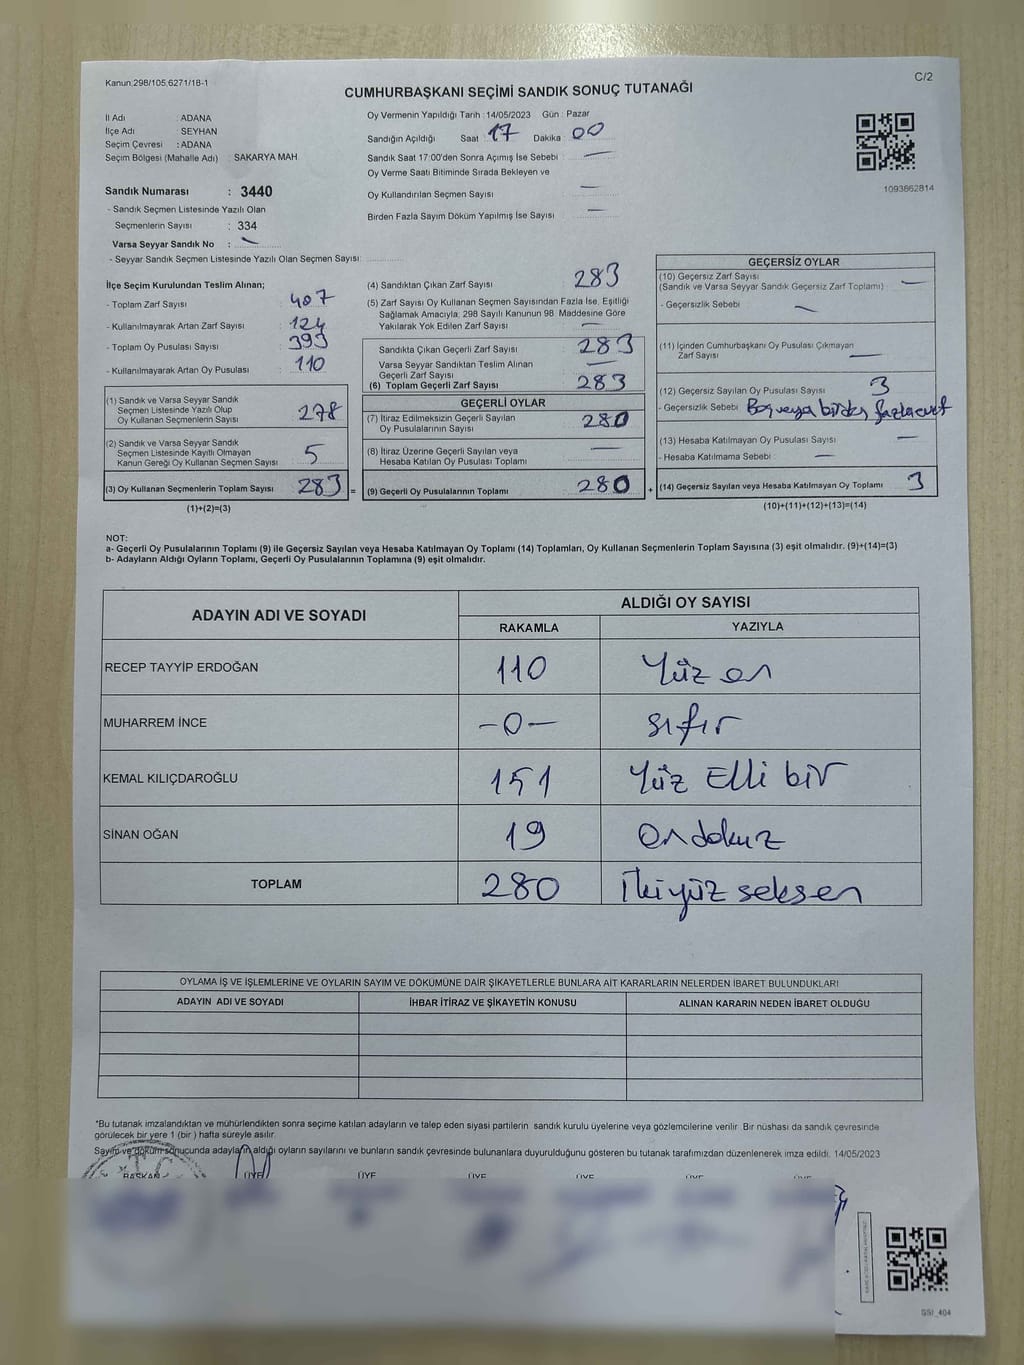 Kanun:298/105,6271/18-1
C/2
CUMHURBAŞKANI SEÇİMİ SANDIK SONUÇ TUTANAĞI
İl Adı : ADANA
İlçe Adı : SEYHAN
Seçim Çevresi : ADANA
Seçim Bölgesi (Mahalle Adı) : SAKARYA MAH
Sandık Numarası : 3440
- Sandık Seçmen Listesinde Yazılı Olan
Seçmenlerin Sayısı : 334
Varsa Seyyar Sandık No : —
- Seyyar Sandık Seçmen Listesinde Yazılı Olan Seçmen Sayısı:
Oy Vermenin Yapıldığı Tarih : 14/05/2023 Gün : Pazar
Sandığın Açıldığı Saat 17 Dakika 00
Sandık Saat 17:00'den Sonra Açımış İse Sebebi : —
Oy Verme Saati Bitiminde Sırada Bekleyen ve
Oy Kullandırılan Seçmen Sayısı —
Birden Fazla Sayım Döküm Yapılmış İse Sayısı —
1093862814
İlçe Seçim Kurulundan Teslim Alınan;
- Toplam Zarf Sayısı : 407
- Kullanılmayarak Artan Zarf Sayısı : 124
- Toplam Oy Pusulası Sayısı : 393
- Kullanılmayarak Artan Oy Pusulası : 110
(1) Sandık ve Varsa Seyyar Sandık
Seçmen Listesinde Yazılı Olup
Oy Kullanan Seçmenlerin Sayısı 278
(2) Sandık ve Varsa Seyyar Sandık
Seçmen Listesinde Kayıtlı Olmayan
Kanun Gereği Oy Kullanan Seçmen Sayısı 5
(3) Oy Kullanan Seçmenlerin Toplam Sayısı 283 =
(1)+(2)=(3)
(4) Sandıktan Çıkan Zarf Sayısı 283
(5) Zarf Sayısı Oy Kullanan Seçmen Sayısından Fazla İse, Eşitliği
Sağlamak Amacıyla; 298 Sayılı Kanunun 98. Maddesine Göre
Yakılarak Yok Edilen Zarf Sayısı —
Sandıkta Çıkan Geçerli Zarf Sayısı 283
Varsa Seyyar Sandıktan Teslim Alınan
Geçerli Zarf Sayısı —
(6) Toplam Geçerli Zarf Sayısı 283
GEÇERLİ OYLAR
(7) İtiraz Edilmeksizin Geçerli Sayılan
Oy Pusulalarının Sayısı 280
(8) İtiraz Üzerine Geçerli Sayılan veya
Hesaba Katılan Oy Pusulası Toplamı —
(9) Geçerli Oy Pusulalarının Toplamı 280 +
GEÇERSİZ OYLAR
(10) Geçersiz Zarf Sayısı
(Sandık ve Varsa Seyyar Sandık Geçersiz Zarf Toplamı) —
- Geçersizlik Sebebi : —
(11) İçinden Cumhurbaşkanı Oy Pusulası Çıkmayan
Zarf Sayısı —
(12) Geçersiz Sayılan Oy Pusulası Sayısı 3
- Geçersizlik Sebebi Boş veya birden fazla evet
(13) Hesaba Katılmayan Oy Pusulası Sayısı —
- Hesaba Katılmama Sebebi : —
(14) Geçersiz Sayılan veya Hesaba Katılmayan Oy Toplamı 3
(10)+(11)+(12)+(13)=(14)
NOT:
a- Geçerli Oy Pusulalarının Toplamı (9) ile Geçersiz Sayılan veya Hesaba Katılmayan Oy Toplamı (14) Toplamları, Oy Kullanan Seçmenlerin Toplam Sayısına (3) eşit olmalıdır. (9)+(14)=(3)
b- Adayların Aldığı Oyların Toplamı, Geçerli Oy Pusulalarının Toplamına (9) eşit olmalıdır.
ADAYIN ADI VE SOYADI
ALDIĞI OY SAYISI
RAKAMLA YAZIYLA
RECEP TAYYİP ERDOĞAN 110 Yüz on
MUHARREM İNCE -0- sıfır
KEMAL KILIÇDAROĞLU 151 Yüz Elli bir
SİNAN OĞAN 19 On dokuz
TOPLAM 280 İkiyüz seksen
OYLAMA İŞ VE İŞLEMLERİNE VE OYLARIN SAYIM VE DÖKÜMÜNE DAİR ŞİKAYETLERLE BUNLARA AİT KARARLARIN NELERDEN İBARET BULUNDUKLARI
ADAYIN ADI VE SOYADI İHBAR İTİRAZ VE ŞİKAYETİN KONUSU ALINAN KARARIN NEDEN İBARET OLDUĞU
*Bu tutanak imzalandıktan ve mühürlendikten sonra seçime katılan adayların ve talep eden siyasi partilerin sandık kurulu üyelerine veya gözlemcilerine verilir. Bir nüshası da sandık çevresinde
görülecek bir yere 1 (bir ) hafta süreyle asılır.
Sayım ve döküm sonucunda adayların aldığı oyların sayılarını ve bunların sandık çevresinde bulunanlara duyurulduğunu gösteren bu tutanak tarafımızdan düzenlenerek imza edildi. 14/05/2023
T.C.
BAŞKAN ÜYE ÜYE ÜYE ÜYE ÜYE ÜYE
GSI_404